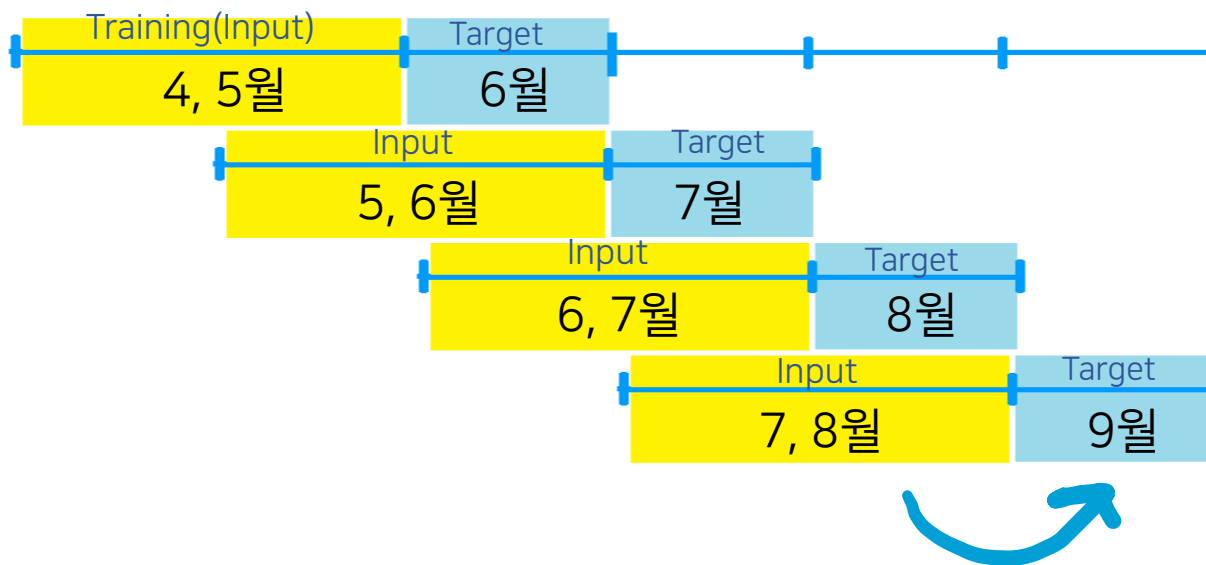 Training(Input)
Target
4, 5월
6월
Input
Target
5, 6월
7월
Input
Target
6, 7월
8월
Input
Target
7, 8월
9월